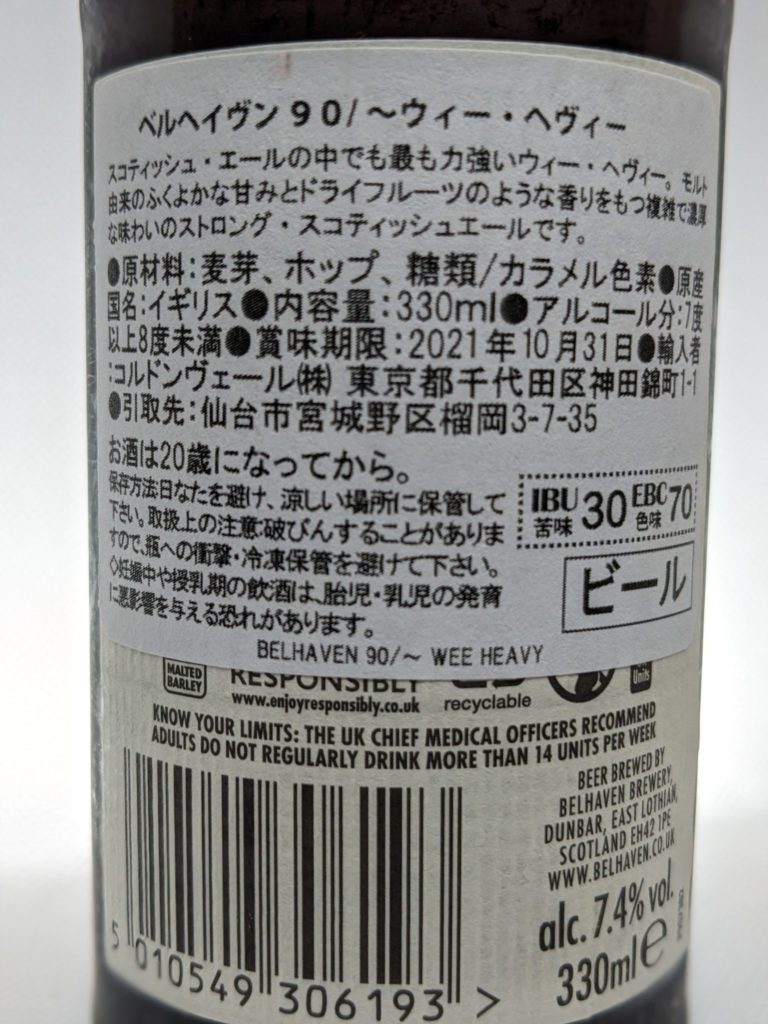 ベルヘイヴン90/～ウィー・ヘヴィー
スコティッシュ・エールの中でも最も力強いウィー・ヘヴィー。モルト
由来のふくよかな甘みとドライフルーツのような香りをもつ複雑で濃厚
な味わいのストロング・スコティッシュエールです。
●原材料:麦芽、ホップ、糖類/カラメル色素●原産
国名:イギリス●内容量:330ml●アルコール分:7度
以上8度未満●賞味期限:2021年10月31日●輸入者
:コルドンヴェール㈱ 東京都千代田区神田錦町1-1
●引取先:仙台市宮城野区榴岡3-7-35
お酒は20歳になってから。
保存方法:日なたを避け、涼しい場所に保管して
下さい。取扱上の注意:破びんすることがありま
すので、瓶への衝撃・冷凍保管を避けて下さい。
◇妊娠中や授乳期の飲酒は、胎児・乳児の発育
に悪影響を与える恐れがあります。
IBU 30 EBC 70
苦味 色味
ビール
BELHAVEN 90/～ WEE HEAVY
MALTED
BARLEY
RESPONSIBLY
www.enjoyresponsibly.co.uk
recyclable
Units
KNOW YOUR LIMITS: THE UK CHIEF MEDICAL OFFICERS RECOMMEND
ADULTS DO NOT REGULARLY DRINK MORE THAN 14 UNITS PER WEEK
BEER BREWED BY
BELHAVEN BREWERY,
DUNBAR, EAST LOTHIAN,
SCOTLAND EH42 1PE
WWW.BELHAVEN.CO.UK
alc. 7.4% vol.
330ml e
5 010549 306193 >